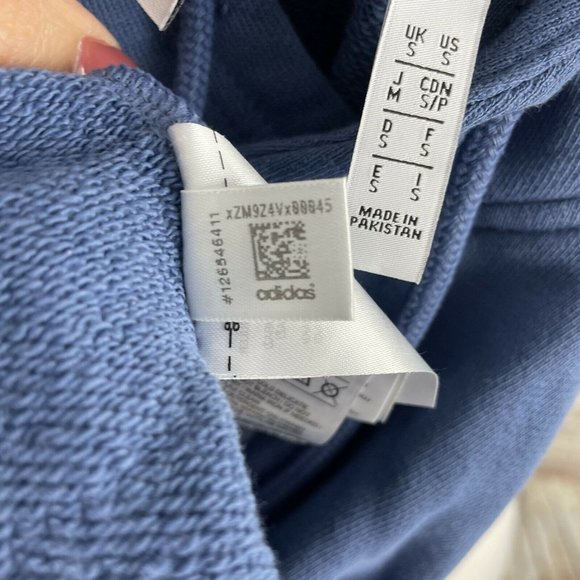 UK US
S S
J CDN
M S/P
D F
S S
E I
S S
MADE IN
PAKISTAN
xZM9Z4Vx00045
#126546411
adidas